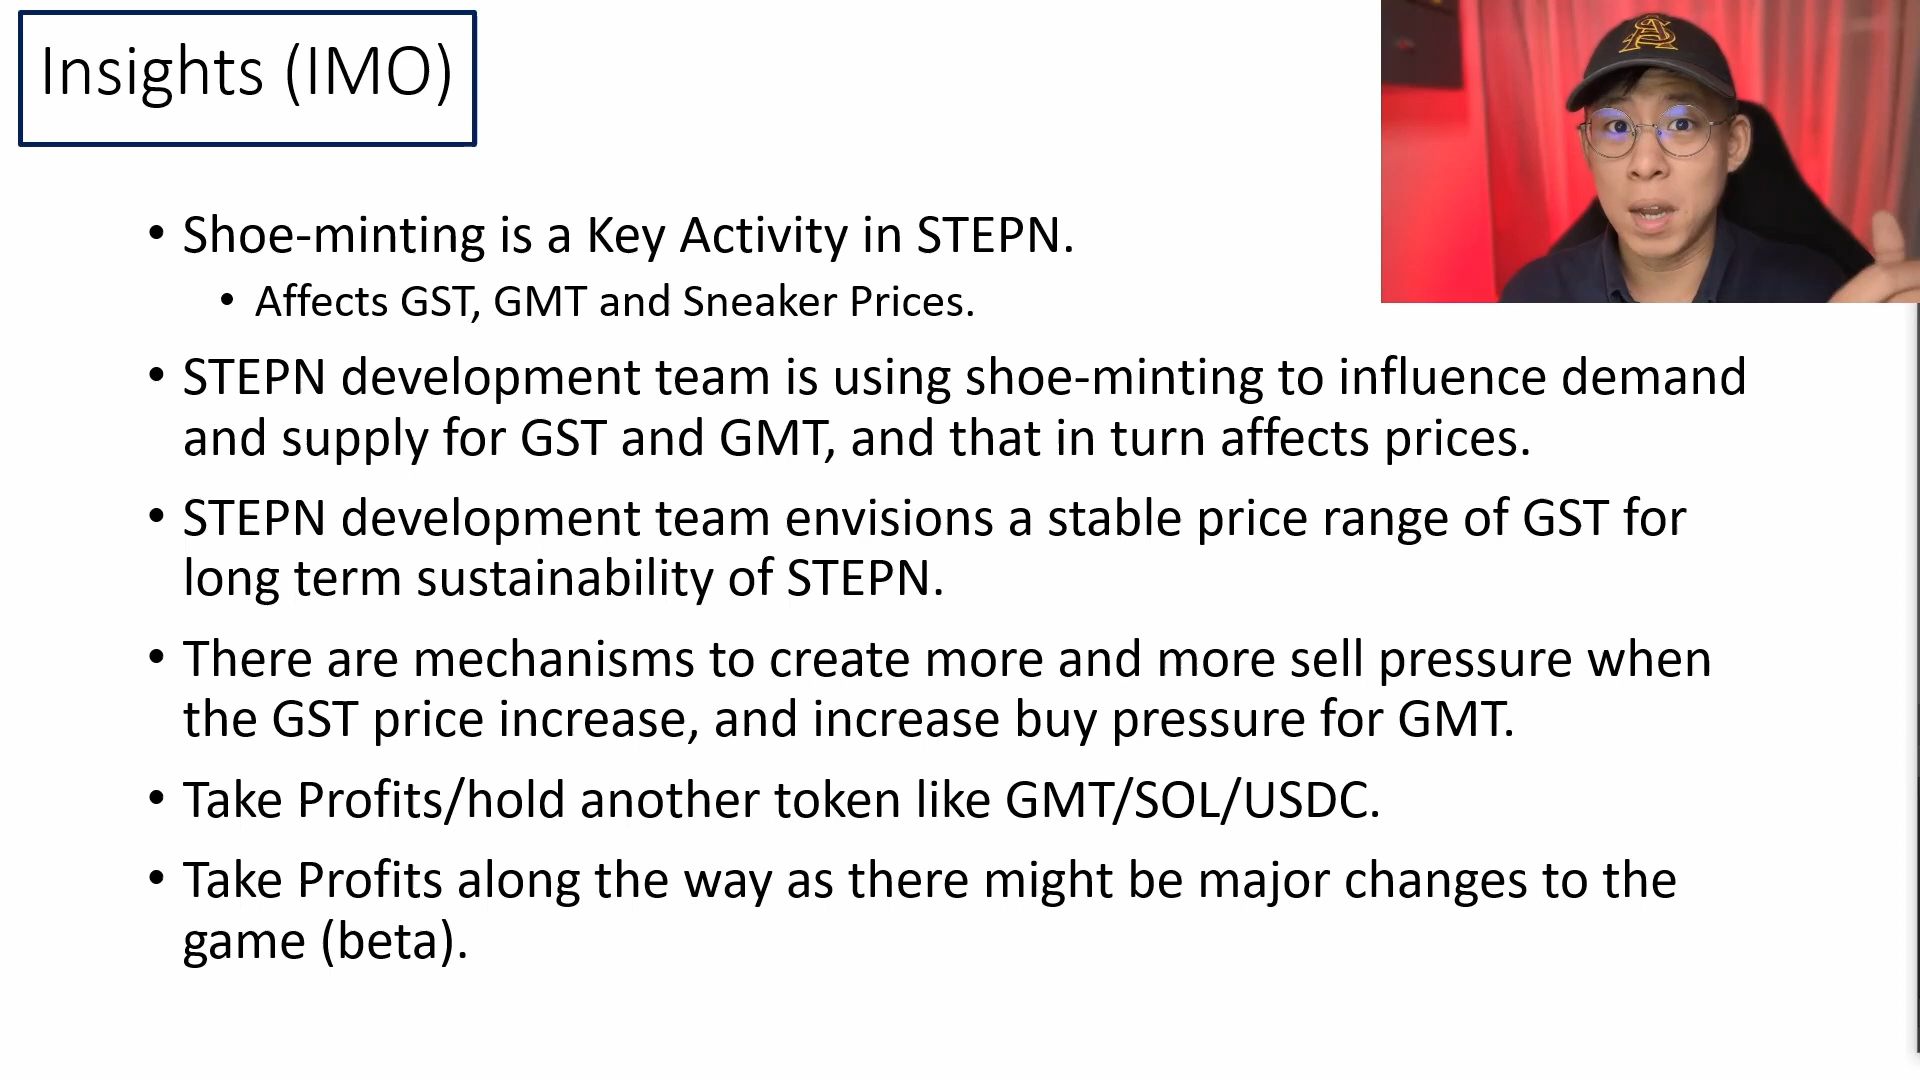 Insights (IMO)
• Shoe-minting is a Key Activity in STEPN.
• Affects GST, GMT and Sneaker Prices.
• STEPN development team is using shoe-minting to influence demand
and supply for GST and GMT, and that in turn affects prices.
• STEPN development team envisions a stable price range of GST for
long term sustainability of STEPN.
• There are mechanisms to create more and more sell pressure when
the GST price increase, and increase buy pressure for GMT.
• Take Profits/hold another token like GMT/SOL/USDC.
• Take Profits along the way as there might be major changes to the
game (beta).